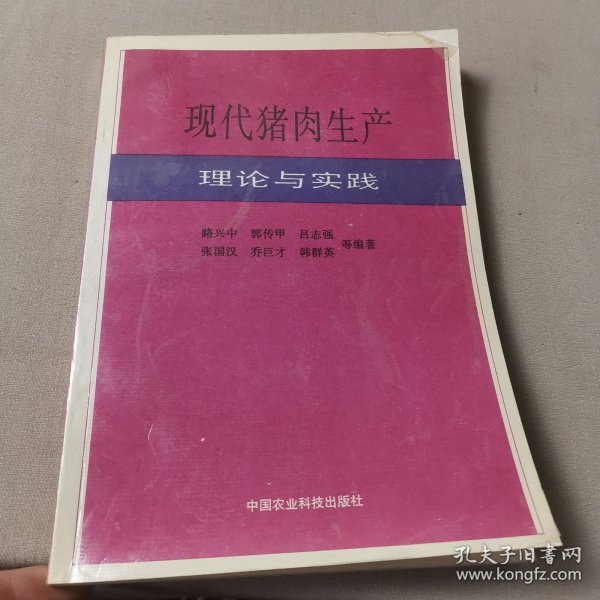 现代猪肉生产
理论与实践
路兴中 郭传甲 吕志强
张国汉 乔巨才 韩群英 等编著
中国农业科技出版社
孔夫子旧书网
www.kongfz.com